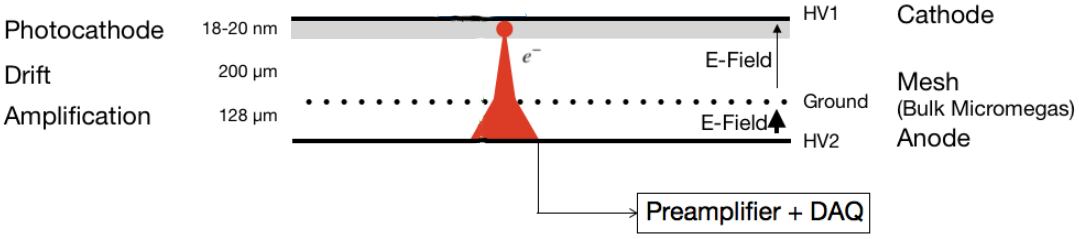 HV1
Cathode
Photocathode
18-20 nm
e⁻
E-Field
Drift
200 μm
Mesh
Ground
(Bulk Micromegas)
Amplification
128 μm
E-Field
HV2
Anode
Preamplifier + DAQ